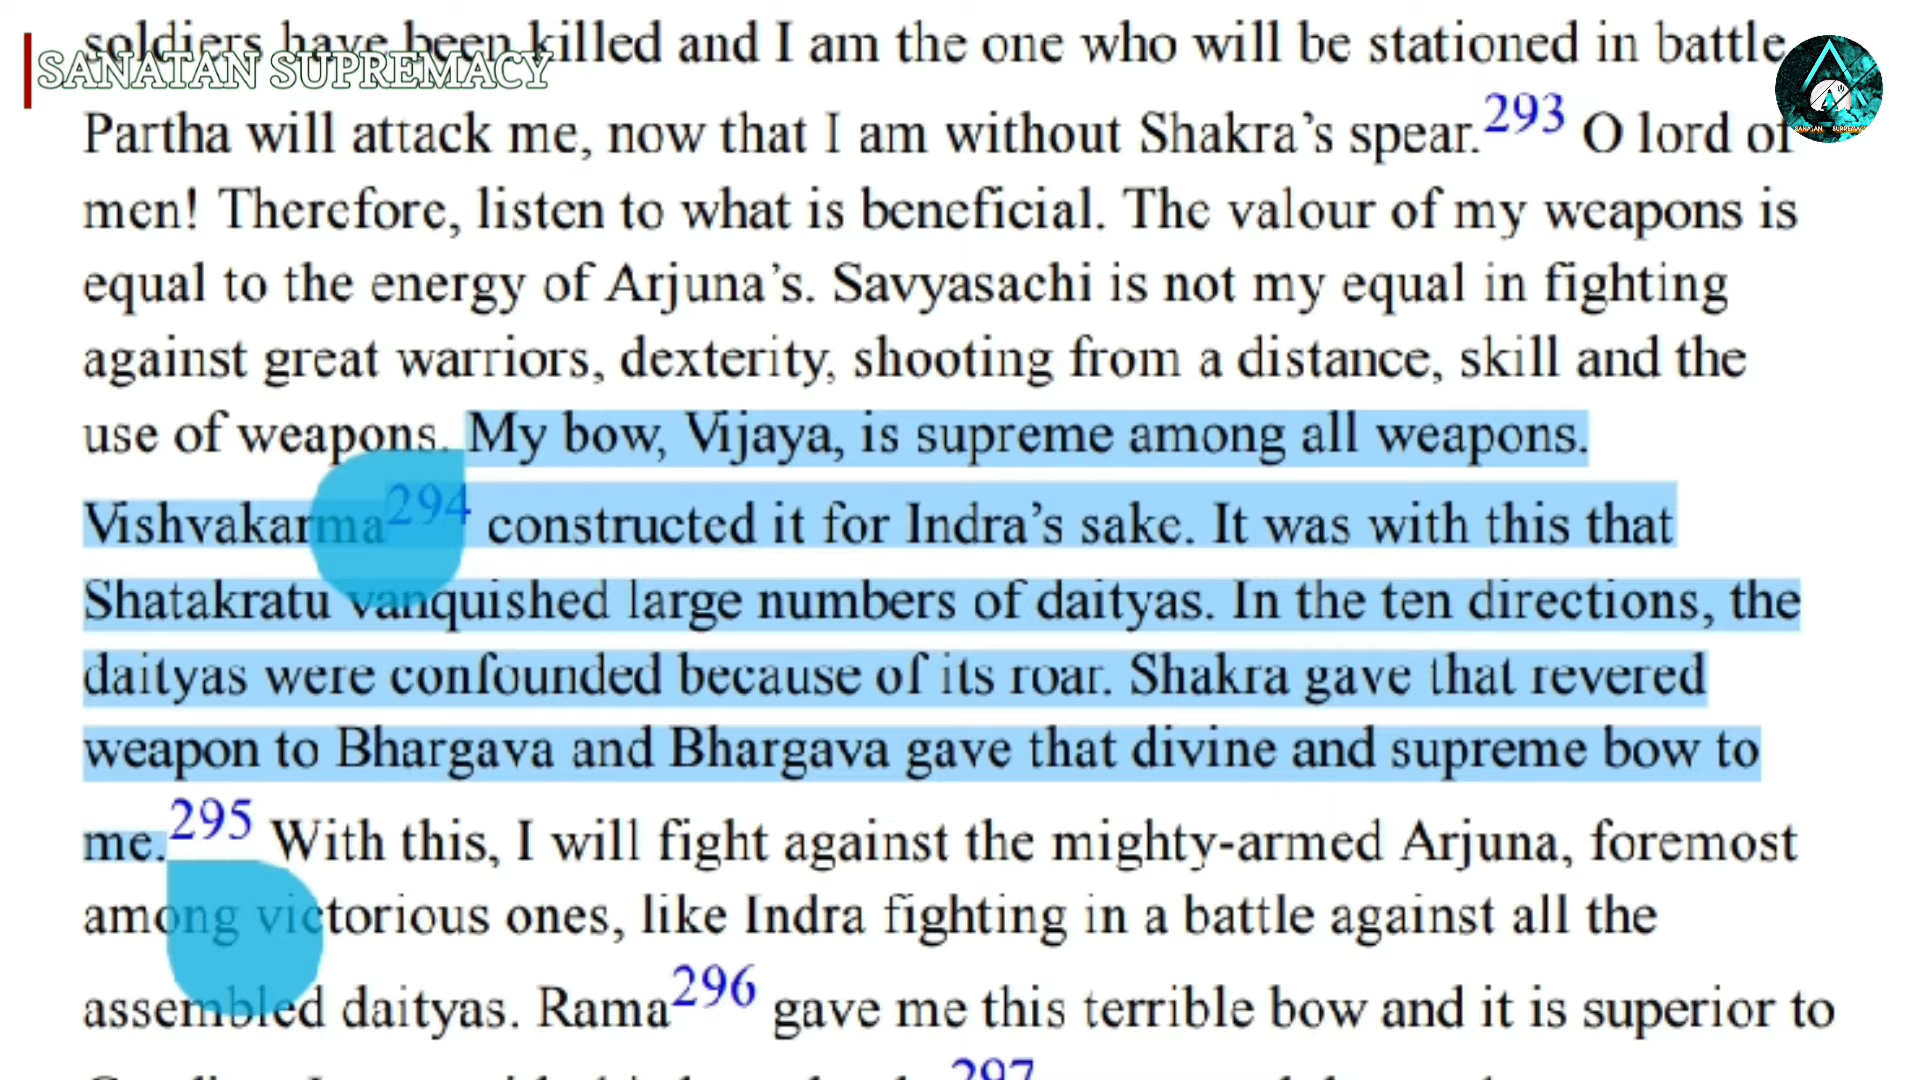 soldiers have been killed and I am the one who will be stationed in battle.
SANATAN SUPREMACY
Partha will attack me, now that I am without Shakra’s spear.293 O lord of
men! Therefore, listen to what is beneficial. The valour of my weapons is
equal to the energy of Arjuna’s. Savyasachi is not my equal in fighting
against great warriors, dexterity, shooting from a distance, skill and the
use of weapons. My bow, Vijaya, is supreme among all weapons.
Vishvakarma294 constructed it for Indra’s sake. It was with this that
Shatakratu vanquished large numbers of daityas. In the ten directions, the
daityas were confounded because of its roar. Shakra gave that revered
weapon to Bhargava and Bhargava gave that divine and supreme bow to
me.295 With this, I will fight against the mighty-armed Arjuna, foremost
among victorious ones, like Indra fighting in a battle against all the
assembled daityas. Rama296 gave me this terrible bow and it is superior to
297